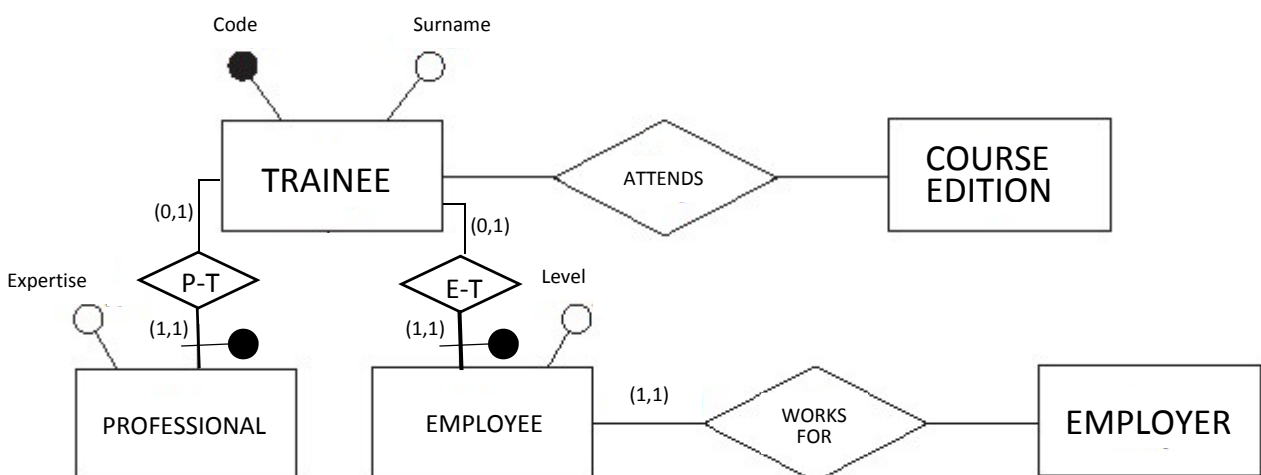 Code
Surname
TRAINEE
ATTENDS
COURSE
EDITION
(0,1)
(0,1)
Expertise
P-T
E-T
Level
(1,1)
(1,1)
PROFESSIONAL
EMPLOYEE
(1,1)
WORKS
FOR
EMPLOYER